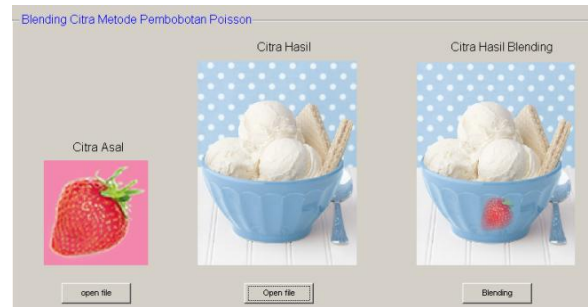 Blending Citra Metode Pembobotan Poisson
Citra Hasil
Citra Hasil Blending
Citra Asal
open file
Open file
Blending